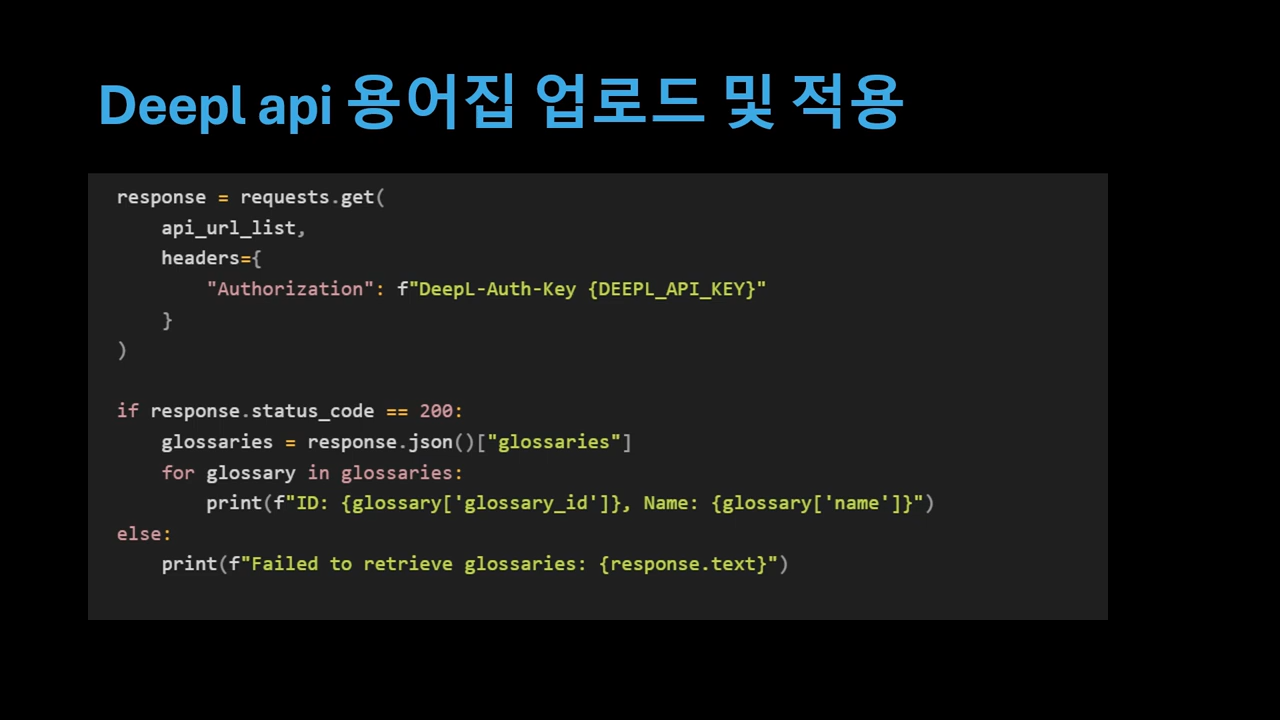 Deepl api 용어집 업로드 및 적용
response = requests.get(
    api_url_list,
    headers={
        "Authorization": f"DeepL-Auth-Key {DEEPL_API_KEY}"
    }
)
if response.status_code == 200:
    glossaries = response.json()["glossaries"]
    for glossary in glossaries:
        print(f"ID: {glossary['glossary_id']}, Name: {glossary['name']}")
else:
    print(f"Failed to retrieve glossaries: {response.text}")